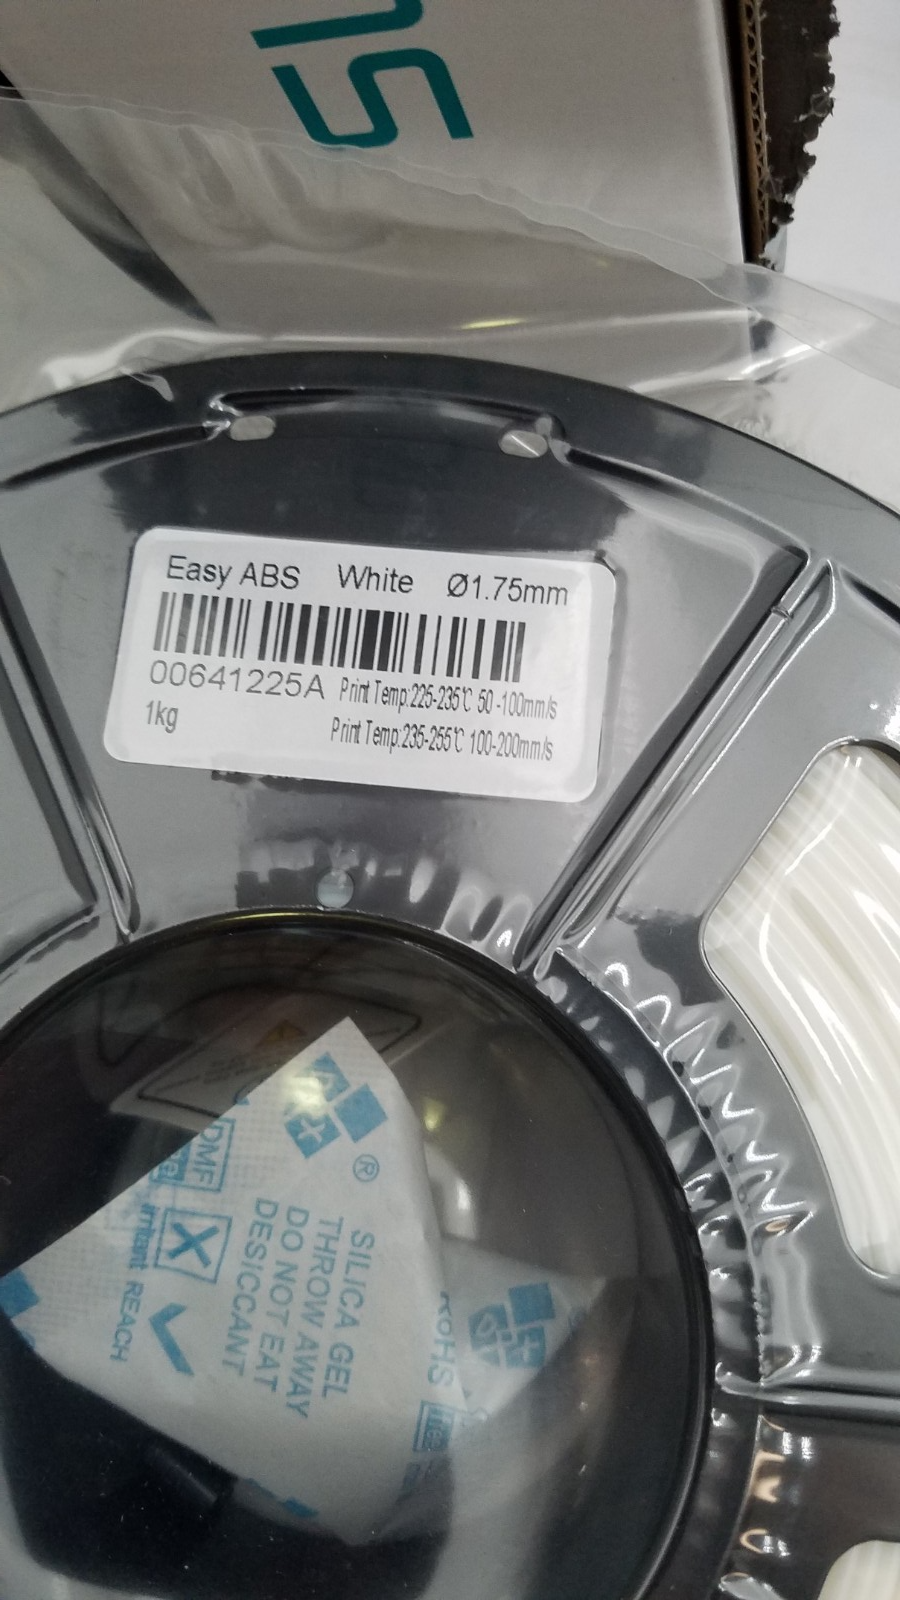 Easy ABS White Ø1.75mm
00641225A Print Temp:225-235℃ 50-100mm/s
1kg Print Temp:235-255℃ 100-200mm/s
®
SILICA GEL
THROW AWAY
DO NOT EAT
DESICCANT
DMF
REACH